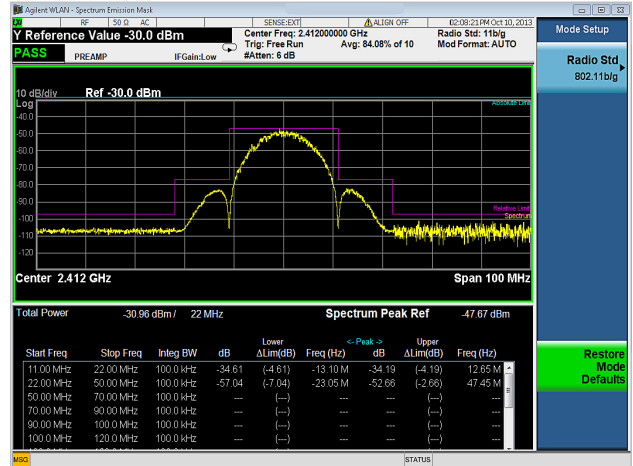 Agilent WLAN - Spectrum Emission Mask
RF 50 Ω AC SENSE:EXT ALIGN OFF 02:08:21 PM Oct 10, 2013
Y Reference Value -30.0 dBm
Center Freq: 2.412000000 GHz
Radio Std: 11b/g
Trig: Free Run
Avg: 84.08% of 10
Mod Format: AUTO
PASS
PREAMP
IFGain:Low
#Atten: 6 dB
10 dB/div Ref -30.0 dBm
Log
Absolute Limit
-40.0
-50.0
-60.0
-70.0
-80.0
-90.0
Relative Limit
-100
Spectrum
-110
-120
Center 2.412 GHz Span 100 MHz
Total Power -30.96 dBm / 22 MHz Spectrum Peak Ref -47.67 dBm
Lower <- Peak -> Upper
Start Freq Stop Freq Integ BW dB ΔLim(dB) Freq (Hz) dB ΔLim(dB) Freq (Hz)
11.00 MHz 22.00 MHz 100.0 kHz -34.61 (-4.61) -13.10 M -34.19 (-4.19) 12.65 M
22.00 MHz 50.00 MHz 100.0 kHz -57.04 (-7.04) -23.05 M -52.66 (-2.66) 47.45 M
50.00 MHz 70.00 MHz 100.0 kHz --- (---) --- --- (---) ---
70.00 MHz 90.00 MHz 100.0 kHz --- (---) --- --- (---) ---
90.00 MHz 100.0 MHz 100.0 kHz --- (---) --- --- (---) ---
100.0 MHz 120.0 MHz 100.0 kHz --- (---) --- --- (---) ---
MSG STATUS
Mode Setup
Radio Std
802.11b/g
Restore
Mode
Defaults